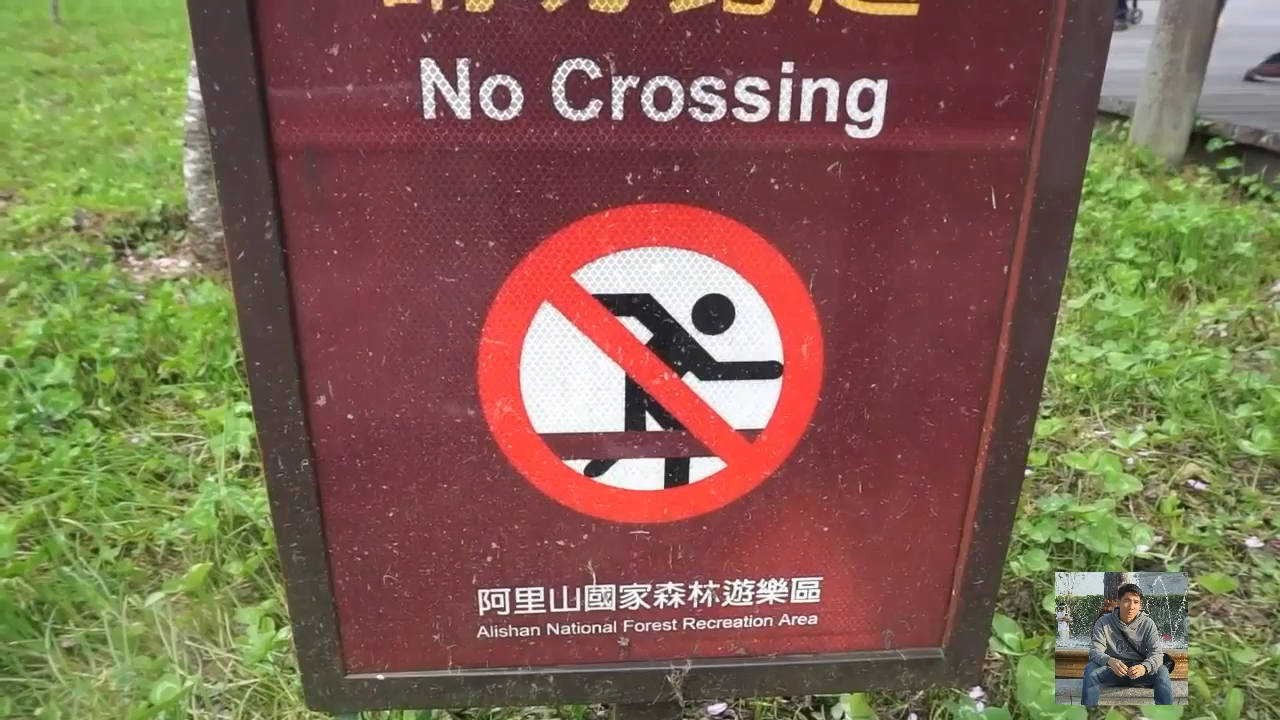 No Crossing
阿里山國家森林遊樂區
Alishan National Forest Recreation Area